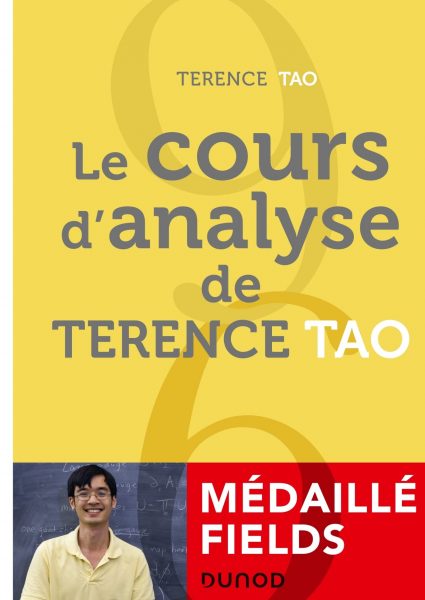 TERENCE TAO
Le cours
d'analyse
de
TERENCE TAO
MÉDAILLÉ
FIELDS
DUNOD